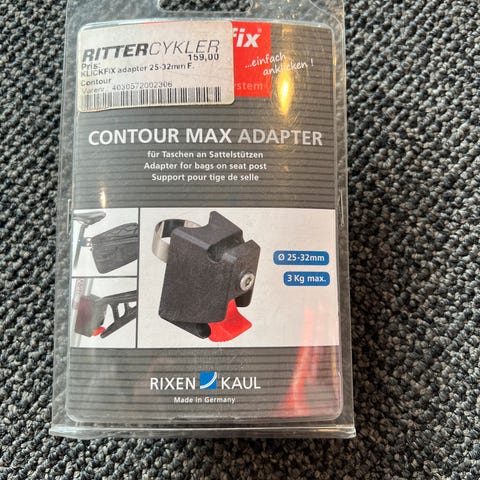 RITTERCYKLER
Pris: 159,00
KLICKFIX adapter 25-32mm F.
Contour
Varenr.: 4030572002306
fix®
...einfach
anklicken!
CONTOUR MAX ADAPTER
für Taschen an Sattelstützen
Adapter for bags on seat post
Support pour tige de selle
Ø 25-32mm
3 Kg max.
RIXEN KAUL
Made in Germany